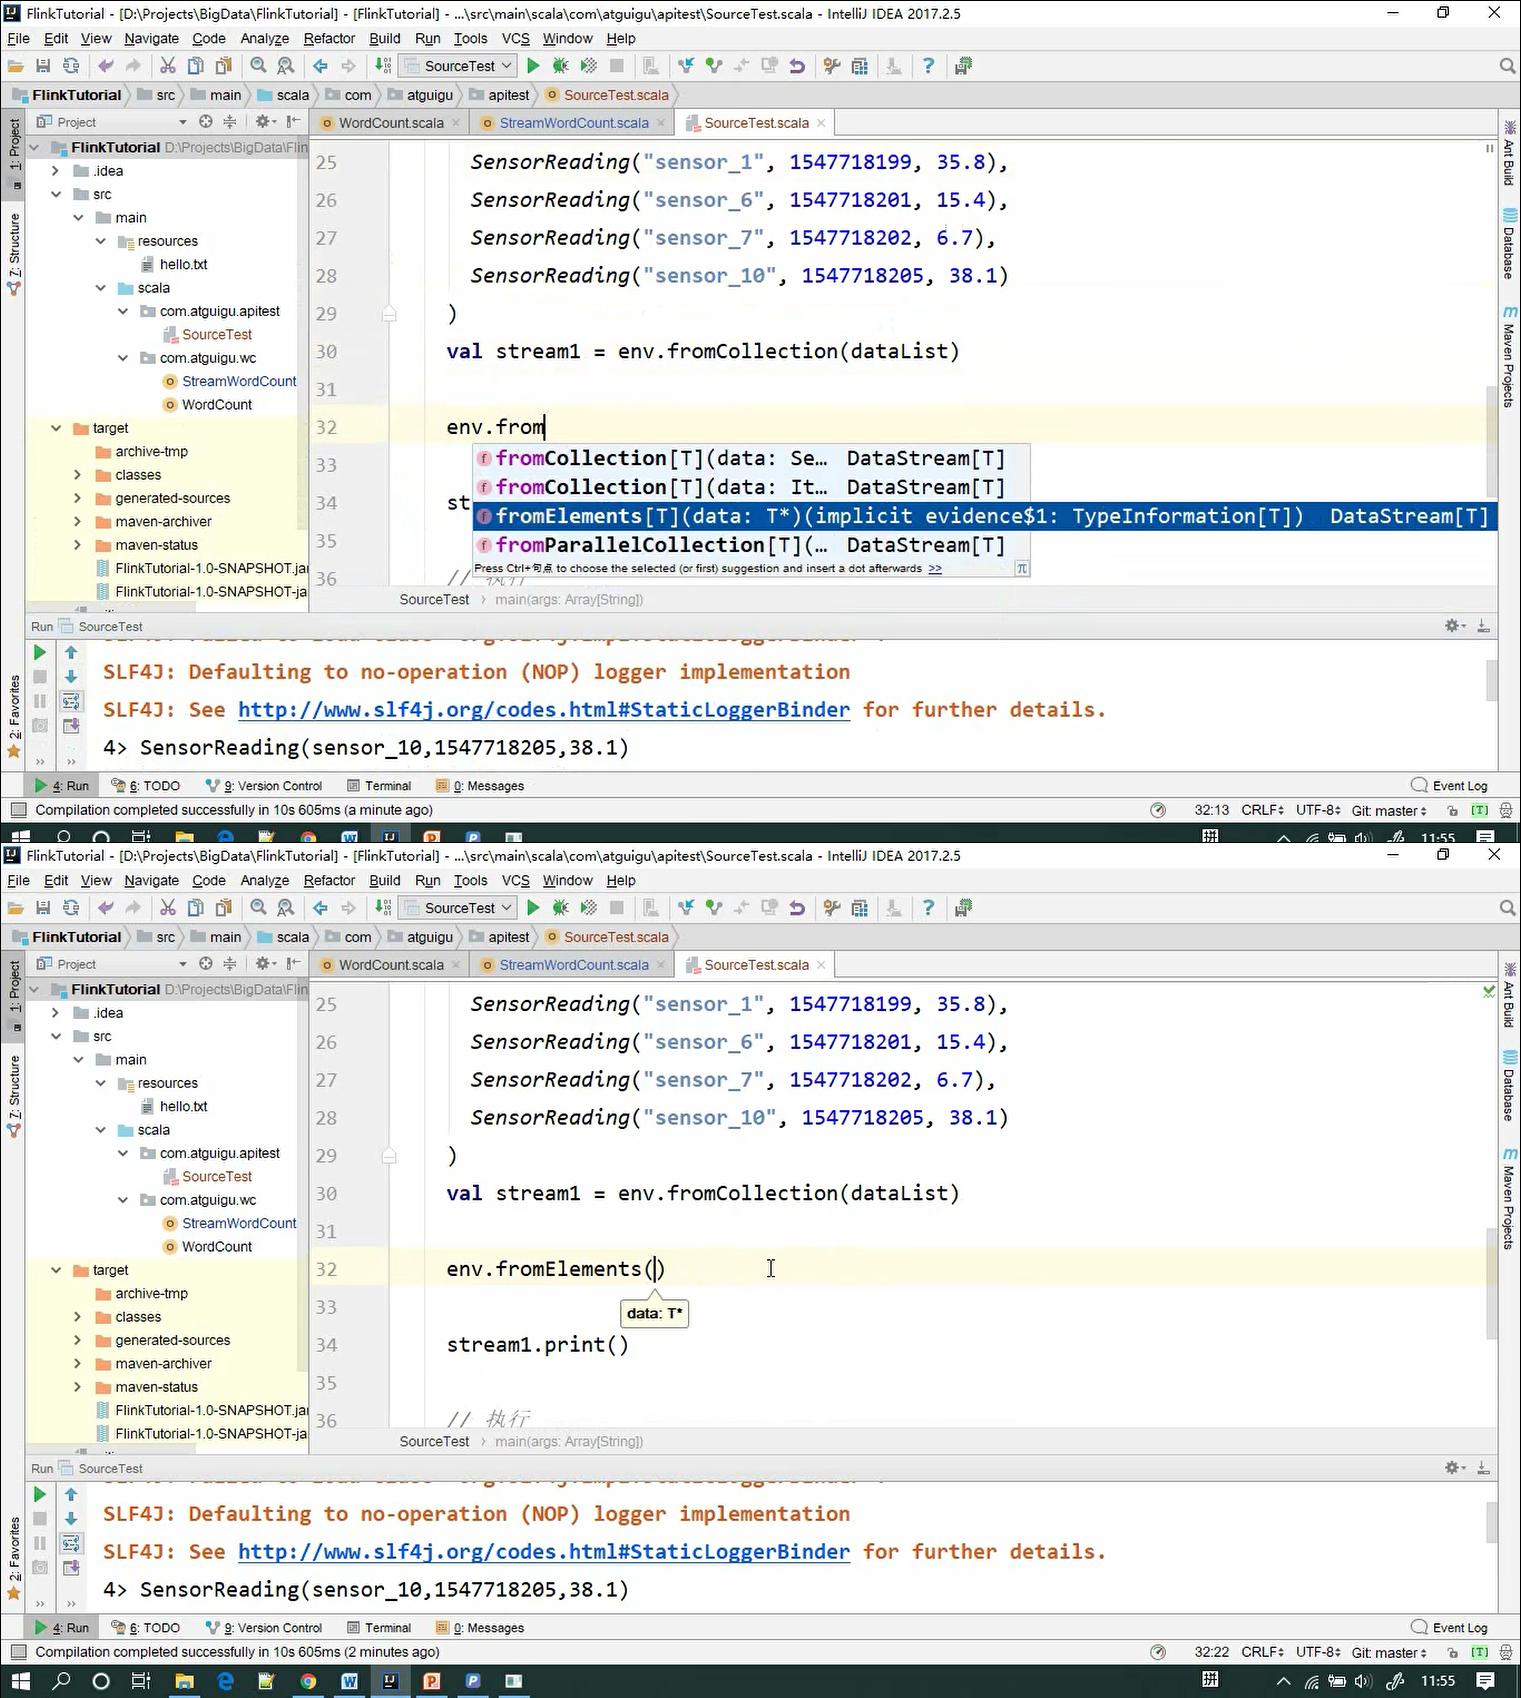 FlinkTutorial - [D:\Projects\BigData\FlinkTutorial] - [FlinkTutorial] - ...\src\main\scala\com\atguigu\apitest\SourceTest.scala - IntelliJ IDEA 2017.2.5
File Edit View Navigate Code Analyze Refactor Build Run Tools VCS Window Help
SourceTest
FlinkTutorial src main scala com atguigu apitest SourceTest.scala
Project WordCount.scala StreamWordCount.scala SourceTest.scala
FlinkTutorial D:\Projects\BigData\Flin
.idea
src
main
resources
hello.txt
scala
com.atguigu.apitest
SourceTest
com.atguigu.wc
StreamWordCount
WordCount
target
archive-tmp
classes
generated-sources
maven-archiver
maven-status
FlinkTutorial-1.0-SNAPSHOT.ja
FlinkTutorial-1.0-SNAPSHOT-ja
1: Project
7: Structure
2: Favorites
Ant Build
Database
Maven Projects
25 SensorReading("sensor_1", 1547718199, 35.8),
26 SensorReading("sensor_6", 1547718201, 15.4),
27 SensorReading("sensor_7", 1547718202, 6.7),
28 SensorReading("sensor_10", 1547718205, 38.1)
29 )
30 val stream1 = env.fromCollection(dataList)
31
32 env.from
fromCollection[T](data: Se... DataStream[T]
fromCollection[T](data: It... DataStream[T]
fromElements[T](data: T*)(implicit evidence$1: TypeInformation[T]) DataStream[T]
fromParallelCollection[T](... DataStream[T]
Press Ctrl+句点 to choose the selected (or first) suggestion and insert a dot afterwards >>
33
34 st
35
36 //
SourceTest main(args: Array[String])
Run SourceTest
SLF4J: Defaulting to no-operation (NOP) logger implementation
SLF4J: See http://www.slf4j.org/codes.html#StaticLoggerBinder for further details.
4> SensorReading(sensor_10,1547718205,38.1)
4: Run 6: TODO 9: Version Control Terminal 0: Messages Event Log
Compilation completed successfully in 10s 605ms (a minute ago) 32:13 CRLF UTF-8 Git: master
拼 11:55
FlinkTutorial - [D:\Projects\BigData\FlinkTutorial] - [FlinkTutorial] - ...\src\main\scala\com\atguigu\apitest\SourceTest.scala - IntelliJ IDEA 2017.2.5
File Edit View Navigate Code Analyze Refactor Build Run Tools VCS Window Help
SourceTest
FlinkTutorial src main scala com atguigu apitest SourceTest.scala
Project WordCount.scala StreamWordCount.scala SourceTest.scala
FlinkTutorial D:\Projects\BigData\Flin
.idea
src
main
resources
hello.txt
scala
com.atguigu.apitest
SourceTest
com.atguigu.wc
StreamWordCount
WordCount
target
archive-tmp
classes
generated-sources
maven-archiver
maven-status
FlinkTutorial-1.0-SNAPSHOT.ja
FlinkTutorial-1.0-SNAPSHOT-ja
1: Project
7: Structure
2: Favorites
Ant Build
Database
Maven Projects
25 SensorReading("sensor_1", 1547718199, 35.8),
26 SensorReading("sensor_6", 1547718201, 15.4),
27 SensorReading("sensor_7", 1547718202, 6.7),
28 SensorReading("sensor_10", 1547718205, 38.1)
29 )
30 val stream1 = env.fromCollection(dataList)
31
32 env.fromElements()
33
data: T*
34 stream1.print()
35
36 // 执行
SourceTest main(args: Array[String])
Run SourceTest
SLF4J: Defaulting to no-operation (NOP) logger implementation
SLF4J: See http://www.slf4j.org/codes.html#StaticLoggerBinder for further details.
4> SensorReading(sensor_10,1547718205,38.1)
4: Run 6: TODO 9: Version Control Terminal 0: Messages Event Log
Compilation completed successfully in 10s 605ms (2 minutes ago) 32:22 CRLF UTF-8 Git: master
拼 11:55